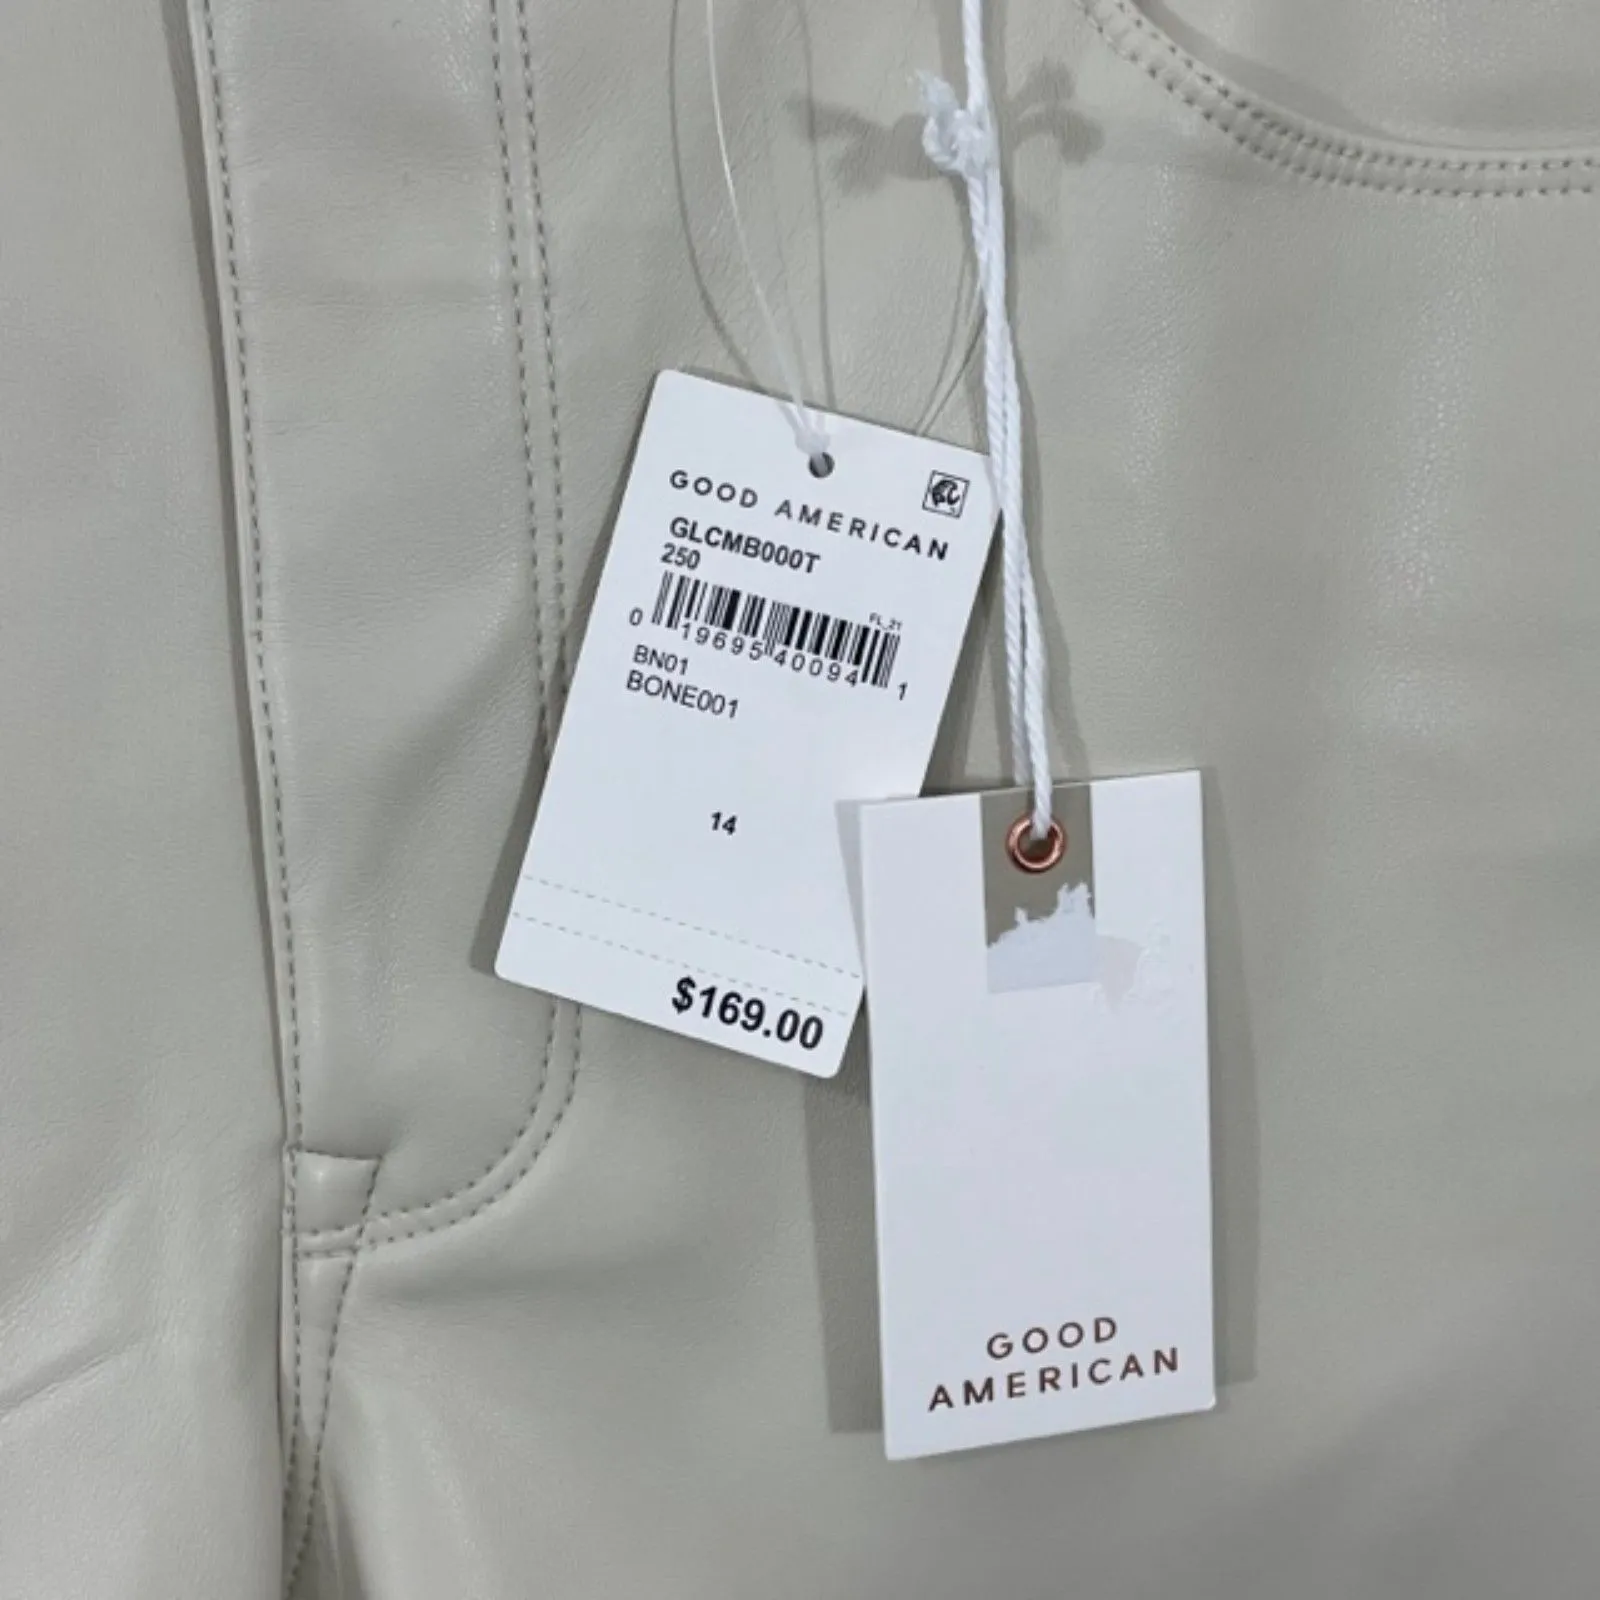 GOOD AMERICAN
GLCMB000T
250
FL_21
0 19695 40094 1
BN01
BONE001
14
$169.00
GOOD
AMERICAN